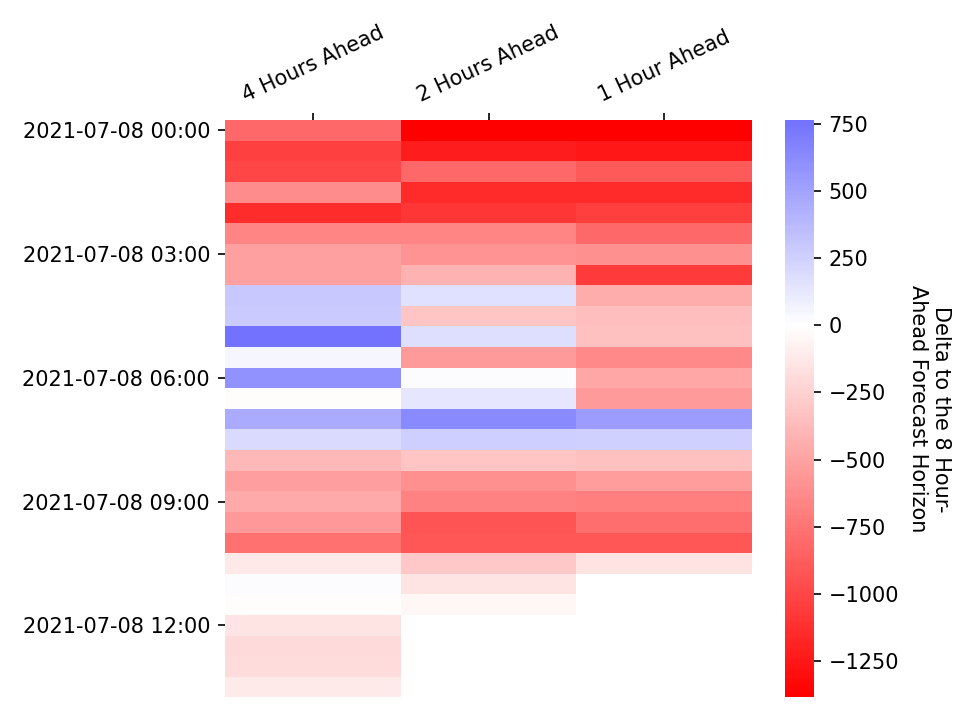 4 Hours Ahead
2 Hours Ahead
1 Hour Ahead
2021-07-08 00:00
2021-07-08 03:00
2021-07-08 06:00
2021-07-08 09:00
2021-07-08 12:00
750
500
250
0
−250
−500
−750
−1000
−1250
Delta to the 8 Hour-
Ahead Forecast Horizon